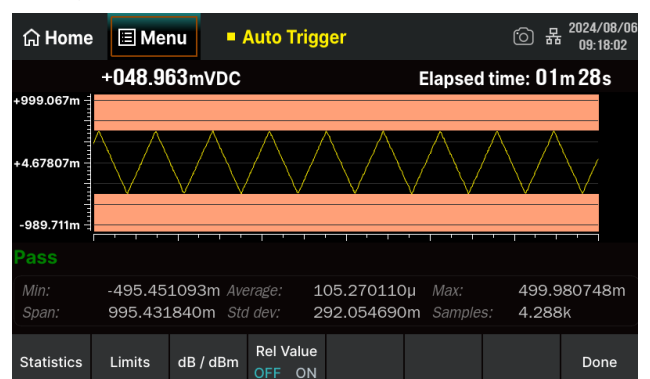 Home Menu Auto Trigger 2024/08/06
09:18:02
+048.963mVDC Elapsed time: 01m28s
+999.067m
+4.67807m
-989.711m
Pass
Min: -495.451093m Average: 105.270110µ Max: 499.980748m
Span: 995.431840m Std dev: 292.054690m Samples: 4.288k
Statistics Limits dB / dBm Rel Value Done
OFF ON